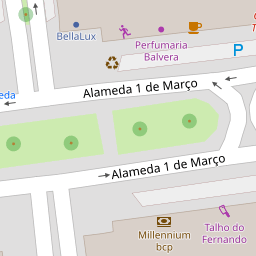 BellaLux
Perfumaria
Balvera
P
Alameda 1 de Março
Alameda 1 de Março
Millennium
bcp
Talho do
Fernando